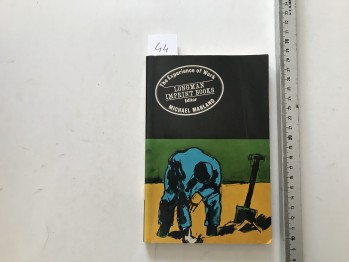 44
The Experience of Work
LONGMAN
IMPRINT BOOKS
Editor
MICHAEL MARLAND